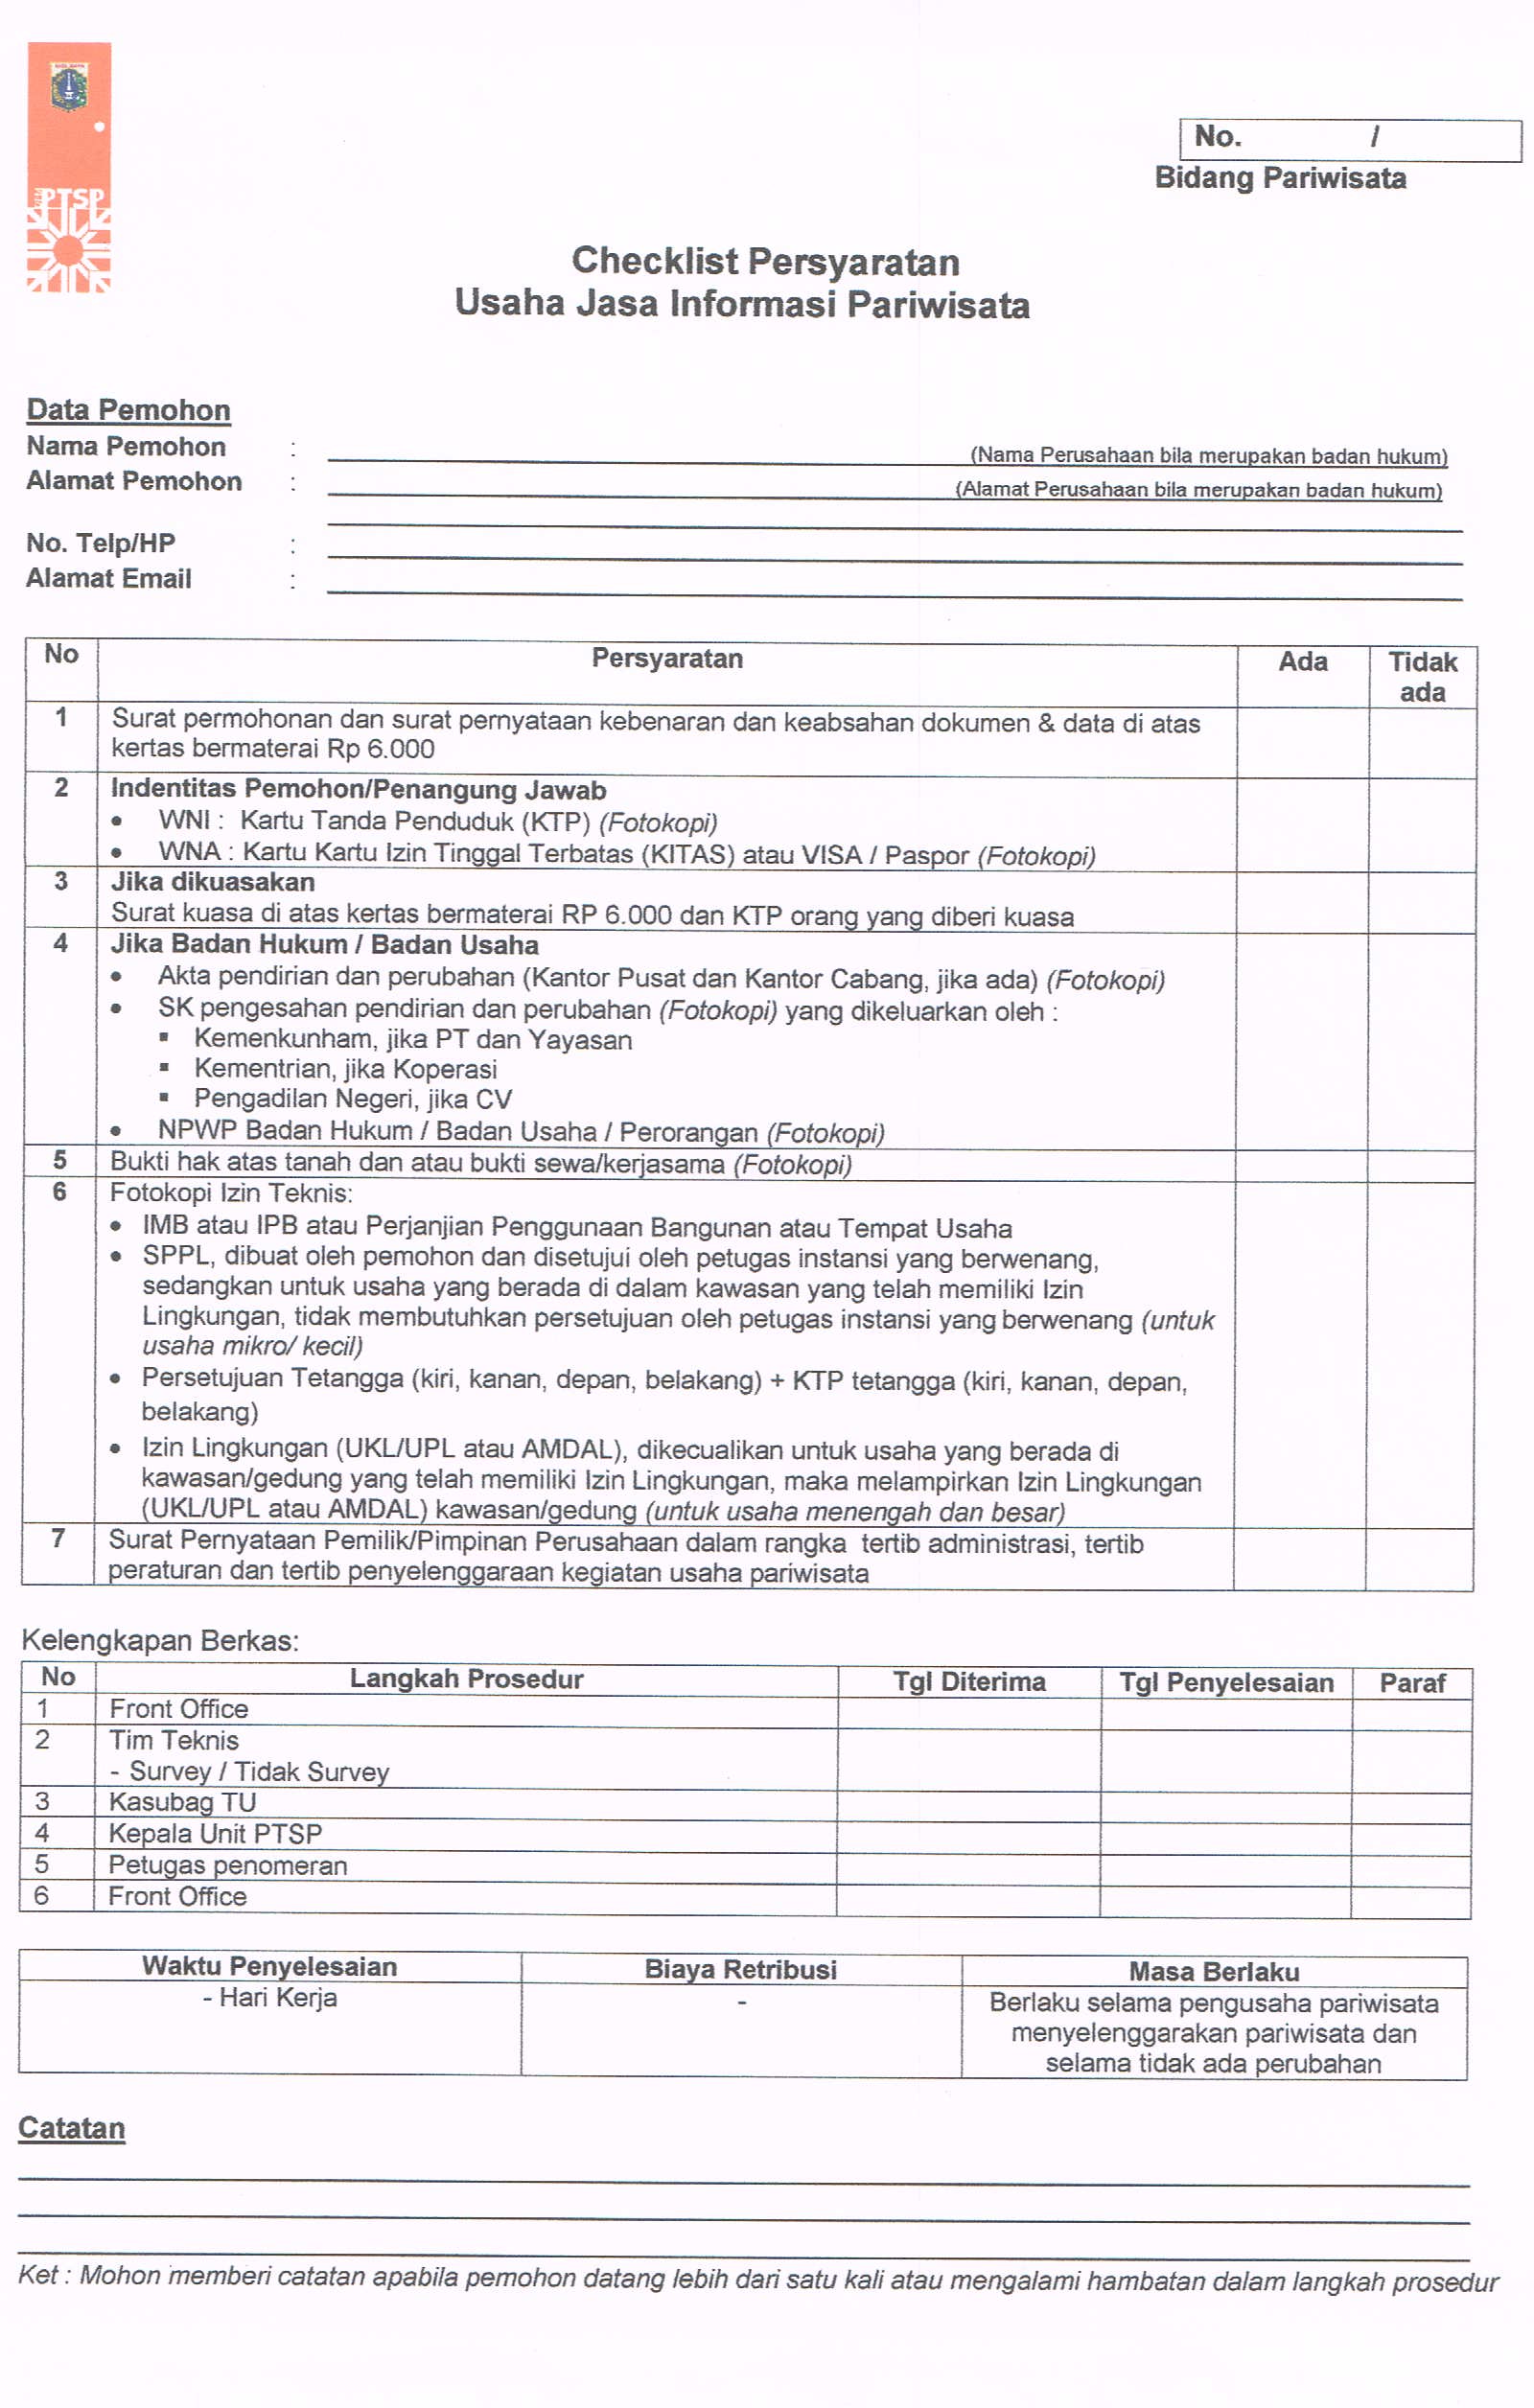 PTSP
No. /
Bidang Pariwisata
Checklist Persyaratan
Usaha Jasa Informasi Pariwisata
Data Pemohon
Nama Pemohon : (Nama Perusahaan bila merupakan badan hukum)
Alamat Pemohon : (Alamat Perusahaan bila merupakan badan hukum)
No. Telp/HP :
Alamat Email :
No Persyaratan Ada Tidak
ada
1 Surat permohonan dan surat pernyataan kebenaran dan keabsahan dokumen & data di atas
kertas bermaterai Rp 6.000
2 Indentitas Pemohon/Penangung Jawab
• WNI : Kartu Tanda Penduduk (KTP) (Fotokopi)
• WNA : Kartu Kartu Izin Tinggal Terbatas (KITAS) atau VISA / Paspor (Fotokopi)
3 Jika dikuasakan
Surat kuasa di atas kertas bermaterai RP 6.000 dan KTP orang yang diberi kuasa
4 Jika Badan Hukum / Badan Usaha
• Akta pendirian dan perubahan (Kantor Pusat dan Kantor Cabang, jika ada) (Fotokopi)
• SK pengesahan pendirian dan perubahan (Fotokopi) yang dikeluarkan oleh :
▪ Kemenkunham, jika PT dan Yayasan
▪ Kementrian, jika Koperasi
▪ Pengadilan Negeri, jika CV
• NPWP Badan Hukum / Badan Usaha / Perorangan (Fotokopi)
5 Bukti hak atas tanah dan atau bukti sewa/kerjasama (Fotokopi)
6 Fotokopi Izin Teknis:
• IMB atau IPB atau Perjanjian Penggunaan Bangunan atau Tempat Usaha
• SPPL, dibuat oleh pemohon dan disetujui oleh petugas instansi yang berwenang,
sedangkan untuk usaha yang berada di dalam kawasan yang telah memiliki Izin
Lingkungan, tidak membutuhkan persetujuan oleh petugas instansi yang berwenang (untuk
usaha mikro/ kecil)
• Persetujuan Tetangga (kiri, kanan, depan, belakang) + KTP tetangga (kiri, kanan, depan,
belakang)
• Izin Lingkungan (UKL/UPL atau AMDAL), dikecualikan untuk usaha yang berada di
kawasan/gedung yang telah memiliki Izin Lingkungan, maka melampirkan Izin Lingkungan
(UKL/UPL atau AMDAL) kawasan/gedung (untuk usaha menengah dan besar)
7 Surat Pernyataan Pemilik/Pimpinan Perusahaan dalam rangka tertib administrasi, tertib
peraturan dan tertib penyelenggaraan kegiatan usaha pariwisata
Kelengkapan Berkas:
No Langkah Prosedur Tgl Diterima Tgl Penyelesaian Paraf
1 Front Office
2 Tim Teknis
- Survey / Tidak Survey
3 Kasubag TU
4 Kepala Unit PTSP
5 Petugas penomeran
6 Front Office
Waktu Penyelesaian Biaya Retribusi Masa Berlaku
- Hari Kerja - Berlaku selama pengusaha pariwisata
menyelenggarakan pariwisata dan
selama tidak ada perubahan
Catatan
Ket : Mohon memberi catatan apabila pemohon datang lebih dari satu kali atau mengalami hambatan dalam langkah prosedur